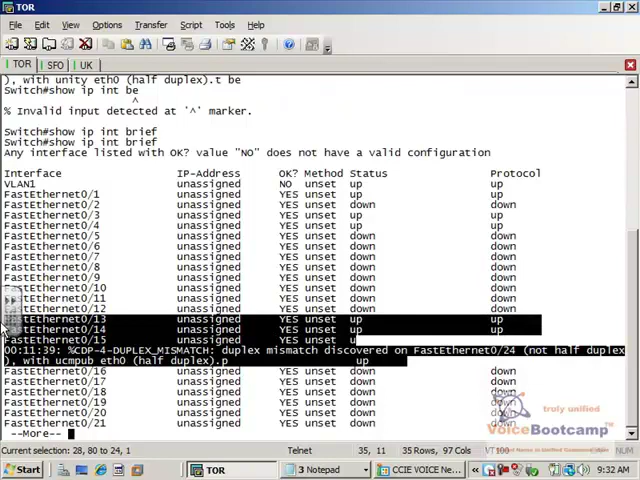 TOR
File Edit View Options Transfer Script Tools Help
TOR SFO UK
), with unity eth0 (half duplex).t be
Switch#show ip int be
^
% Invalid input detected at '^' marker.
Switch#show ip int brief
Switch#show ip int brief
Any interface listed with OK? value "NO" does not have a valid configuration
Interface IP-Address OK? Method Status Protocol
VLAN1 unassigned NO unset up up
FastEthernet0/1 unassigned YES unset up up
FastEthernet0/2 unassigned YES unset down down
FastEthernet0/3 unassigned YES unset up up
FastEthernet0/4 unassigned YES unset up up
FastEthernet0/5 unassigned YES unset down down
FastEthernet0/6 unassigned YES unset down down
FastEthernet0/7 unassigned YES unset down down
FastEthernet0/8 unassigned YES unset down down
FastEthernet0/9 unassigned YES unset down down
FastEthernet0/10 unassigned YES unset down down
FastEthernet0/11 unassigned YES unset down down
FastEthernet0/12 unassigned YES unset down down
FastEthernet0/13 unassigned YES unset up up
FastEthernet0/14 unassigned YES unset up up
FastEthernet0/15 unassigned YES unset u
00:11:39: %CDP-4-DUPLEX_MISMATCH: duplex mismatch discovered on FastEthernet0/24 (not half duplex
), with ucmpub eth0 (half duplex).p up
FastEthernet0/16 unassigned YES unset down down
FastEthernet0/17 unassigned YES unset down down
FastEthernet0/18 unassigned YES unset down down
FastEthernet0/19 unassigned YES unset down down
FastEthernet0/20 unassigned YES unset down down
FastEthernet0/21 unassigned YES unset down down
--More--
truly unified
VoiceBootcamp™
Current selection: 28, 80 to 24, 1 Telnet 35, 11 35 Rows, 97 Cols VT100 NUM
Start TOR 3 Notepad CCIE VOICE Ne... 9:32 AM